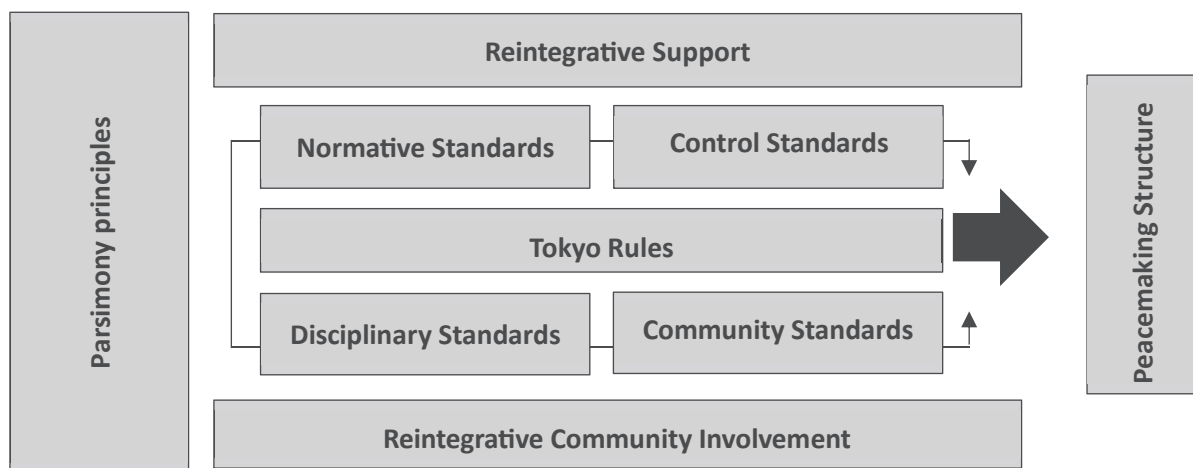 Parsimony principles
Reintegrative Support
Normative Standards
Control Standards
Tokyo Rules
Disciplinary Standards
Community Standards
Reintegrative Community Involvement
Peacemaking Structure